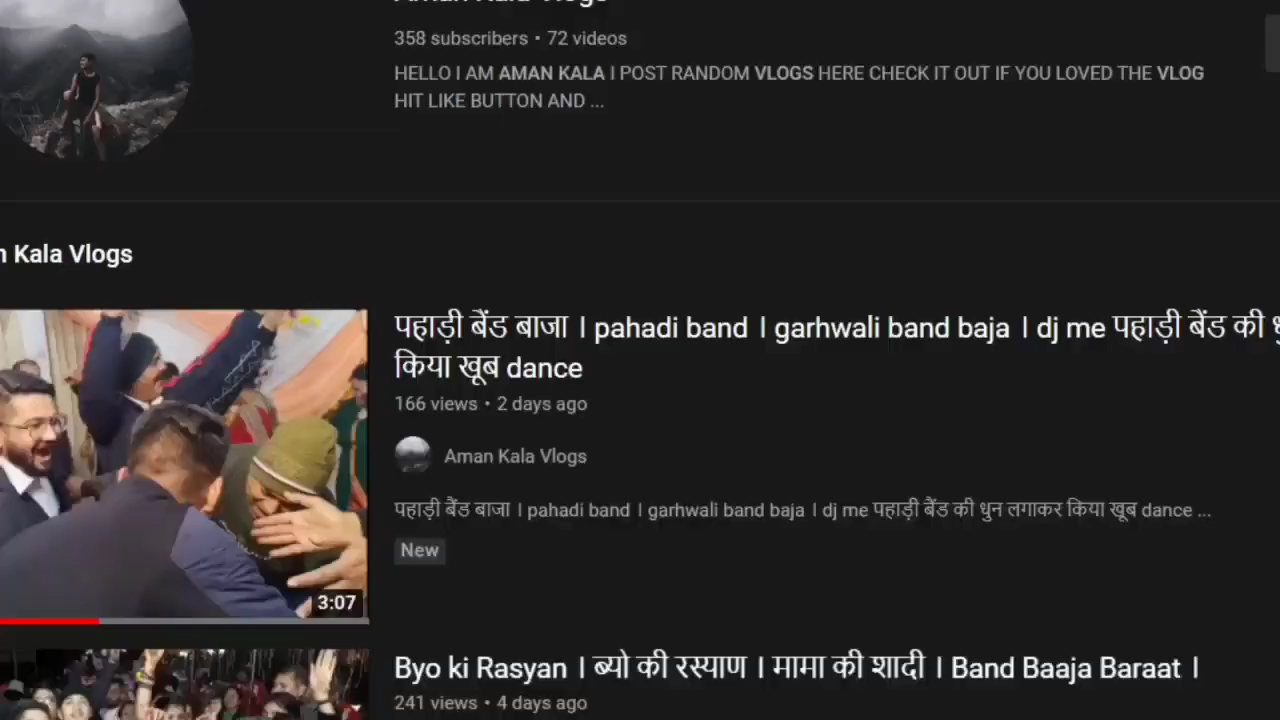 Aman Kala Vlogs
358 subscribers • 72 videos
HELLO I AM AMAN KALA I POST RANDOM VLOGS HERE CHECK IT OUT IF YOU LOVED THE VLOG
HIT LIKE BUTTON AND ...
n Kala Vlogs
पहाड़ी बैंड बाजा । pahadi band । garhwali band baja । dj me पहाड़ी बैंड की
किया खूब dance
166 views • 2 days ago
Aman Kala Vlogs
पहाड़ी बैंड बाजा । pahadi band । garhwali band baja । dj me पहाड़ी बैंड की धुन लगाकर किया खूब dance ...
New
3:07
Byo ki Rasyan । ब्यो की रस्याण । मामा की शादी । Band Baaja Baraat ।
241 views • 4 days ago